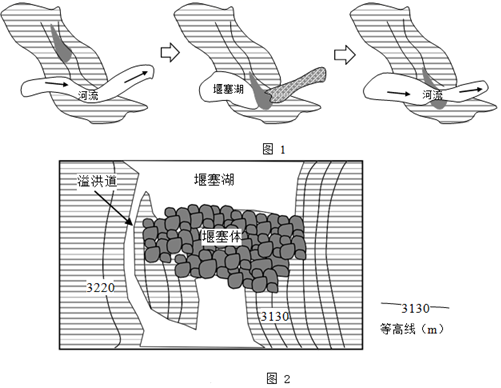 河流
堰塞湖
河流
图 1
溢洪道
堰塞湖
堰塞体
3220
3130
3130
等高线（m）
图 2